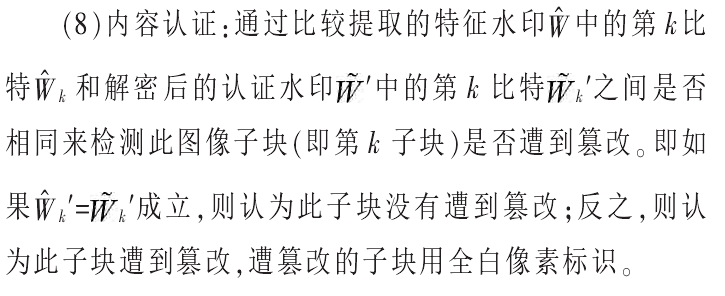 (8)内容认证:通过比较提取的特征水印Ŵ中的第k比
特Ŵₖ和解密后的认证水印W̃′中的第k比特W̃ₖ′之间是否
相同来检测此图像子块(即第k子块)是否遭到篡改。即如
果Ŵₖ′=W̃ₖ′成立,则认为此子块没有遭到篡改;反之,则认
为此子块遭到篡改,遭篡改的子块用全白像素标识。